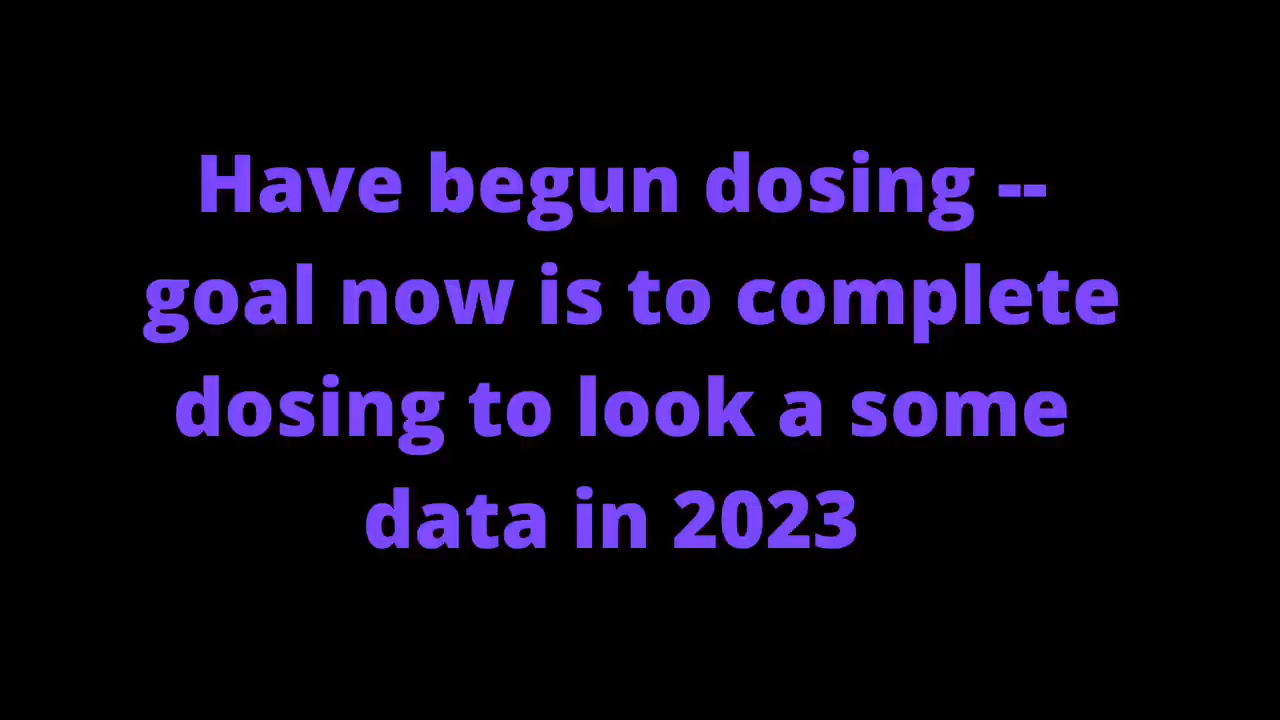 Have begun dosing --
goal now is to complete
dosing to look a some
data in 2023